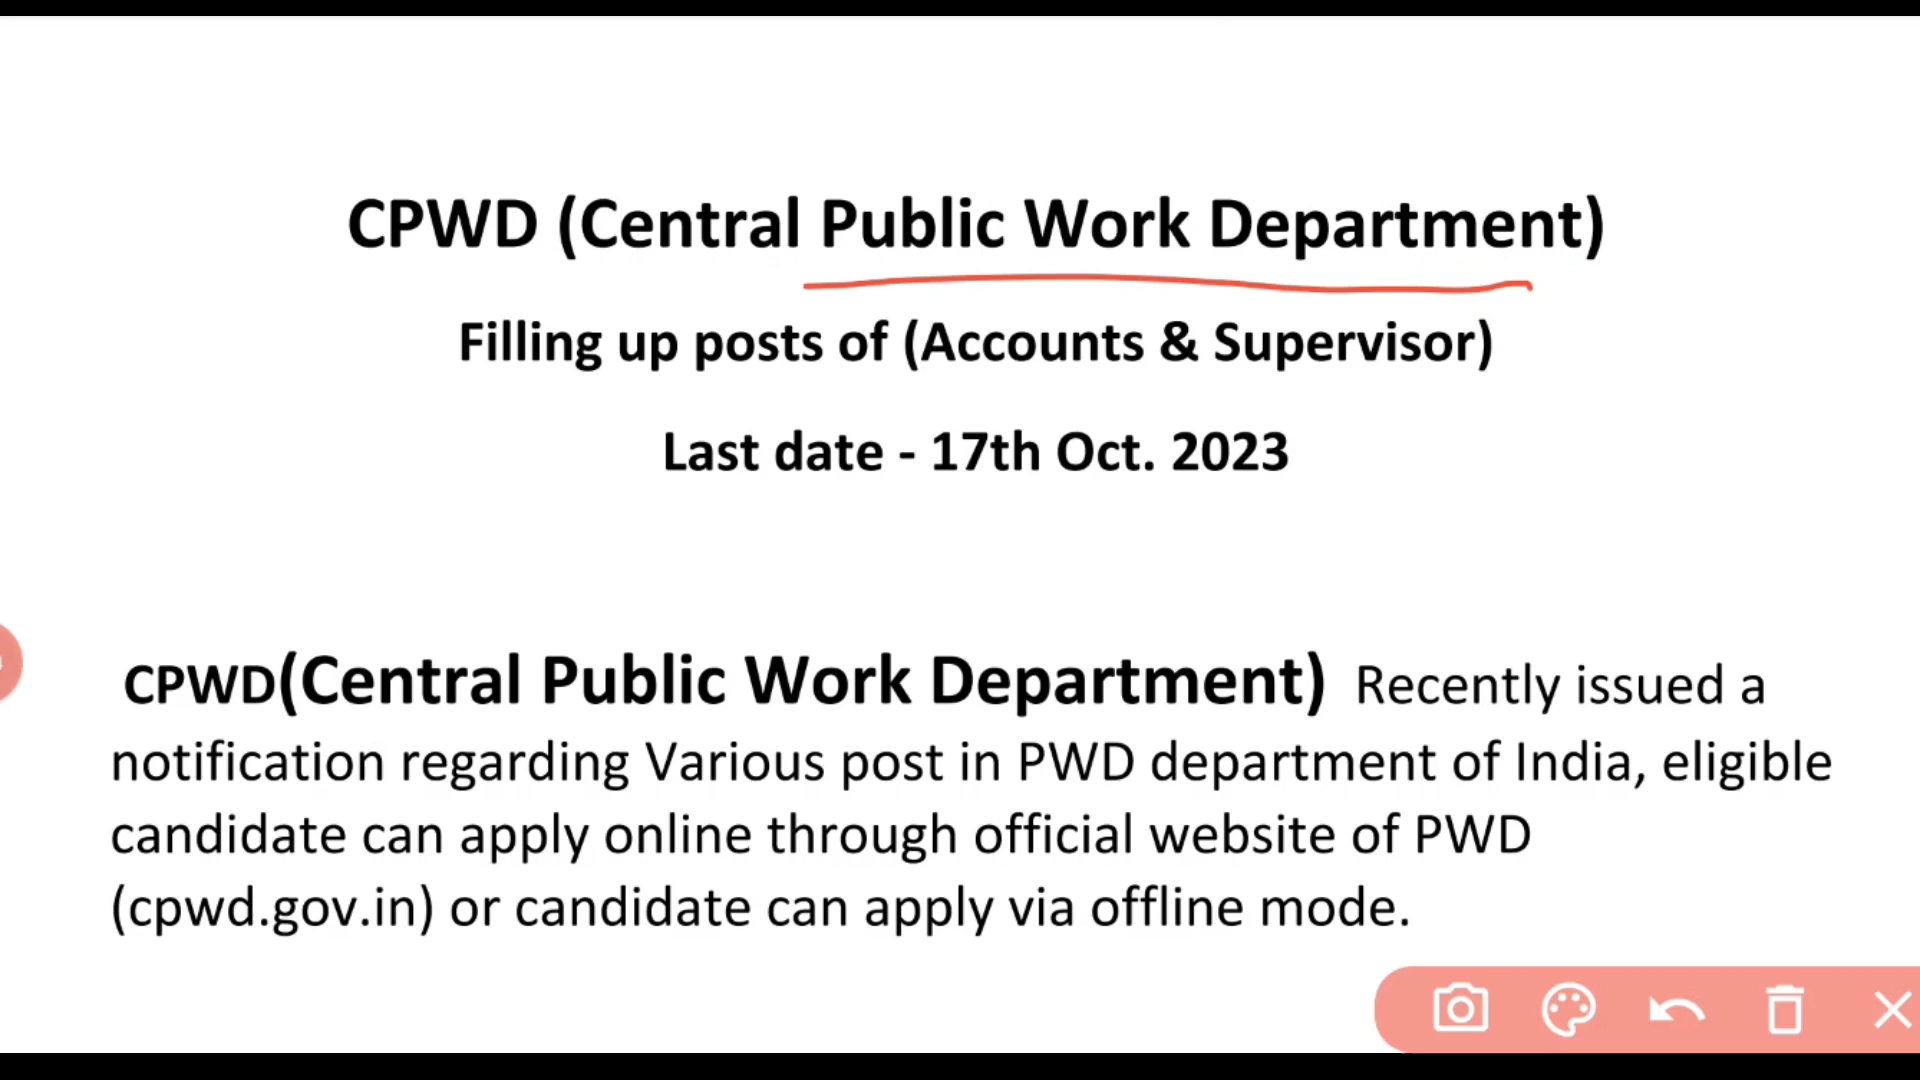 CPWD (Central Public Work Department)
Filling up posts of (Accounts & Supervisor)
Last date - 17th Oct. 2023
CPWD(Central Public Work Department) Recently issued a
notification regarding Various post in PWD department of India, eligible
candidate can apply online through official website of PWD
(cpwd.gov.in) or candidate can apply via offline mode.